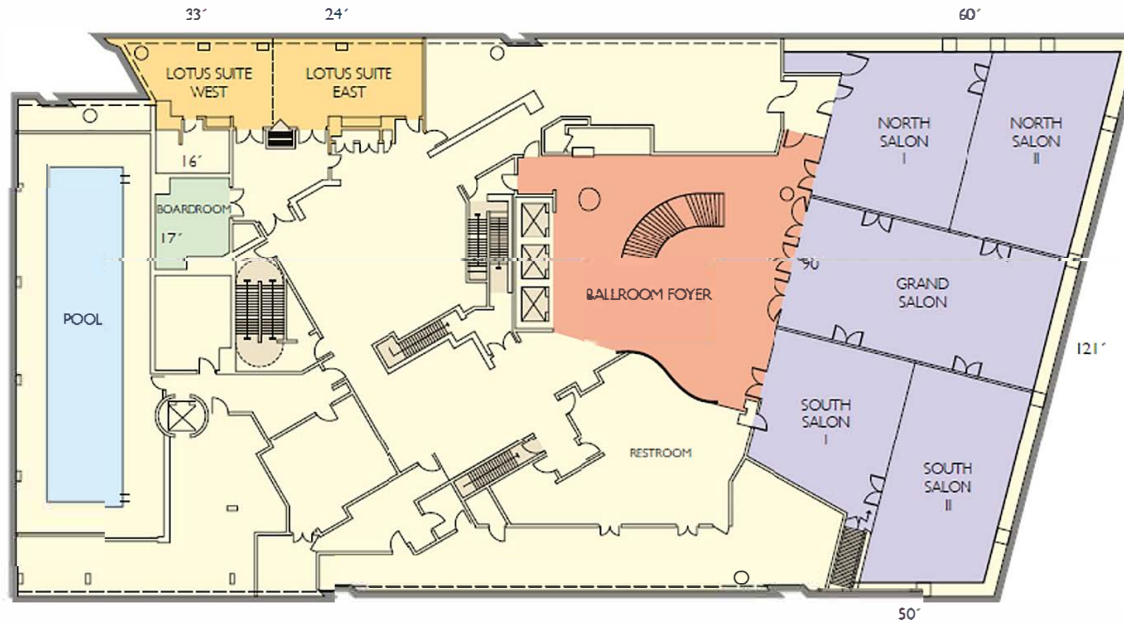 33´
24´
60´
LOTUS SUITE
WEST
LOTUS SUITE
EAST
NORTH
SALON
I
NORTH
SALON
II
16´
BOARDROOM
17´
90
BALLROOM FOYER
GRAND
SALON
POOL
121´
SOUTH
SALON
I
RESTROOM
SOUTH
SALON
II
50´